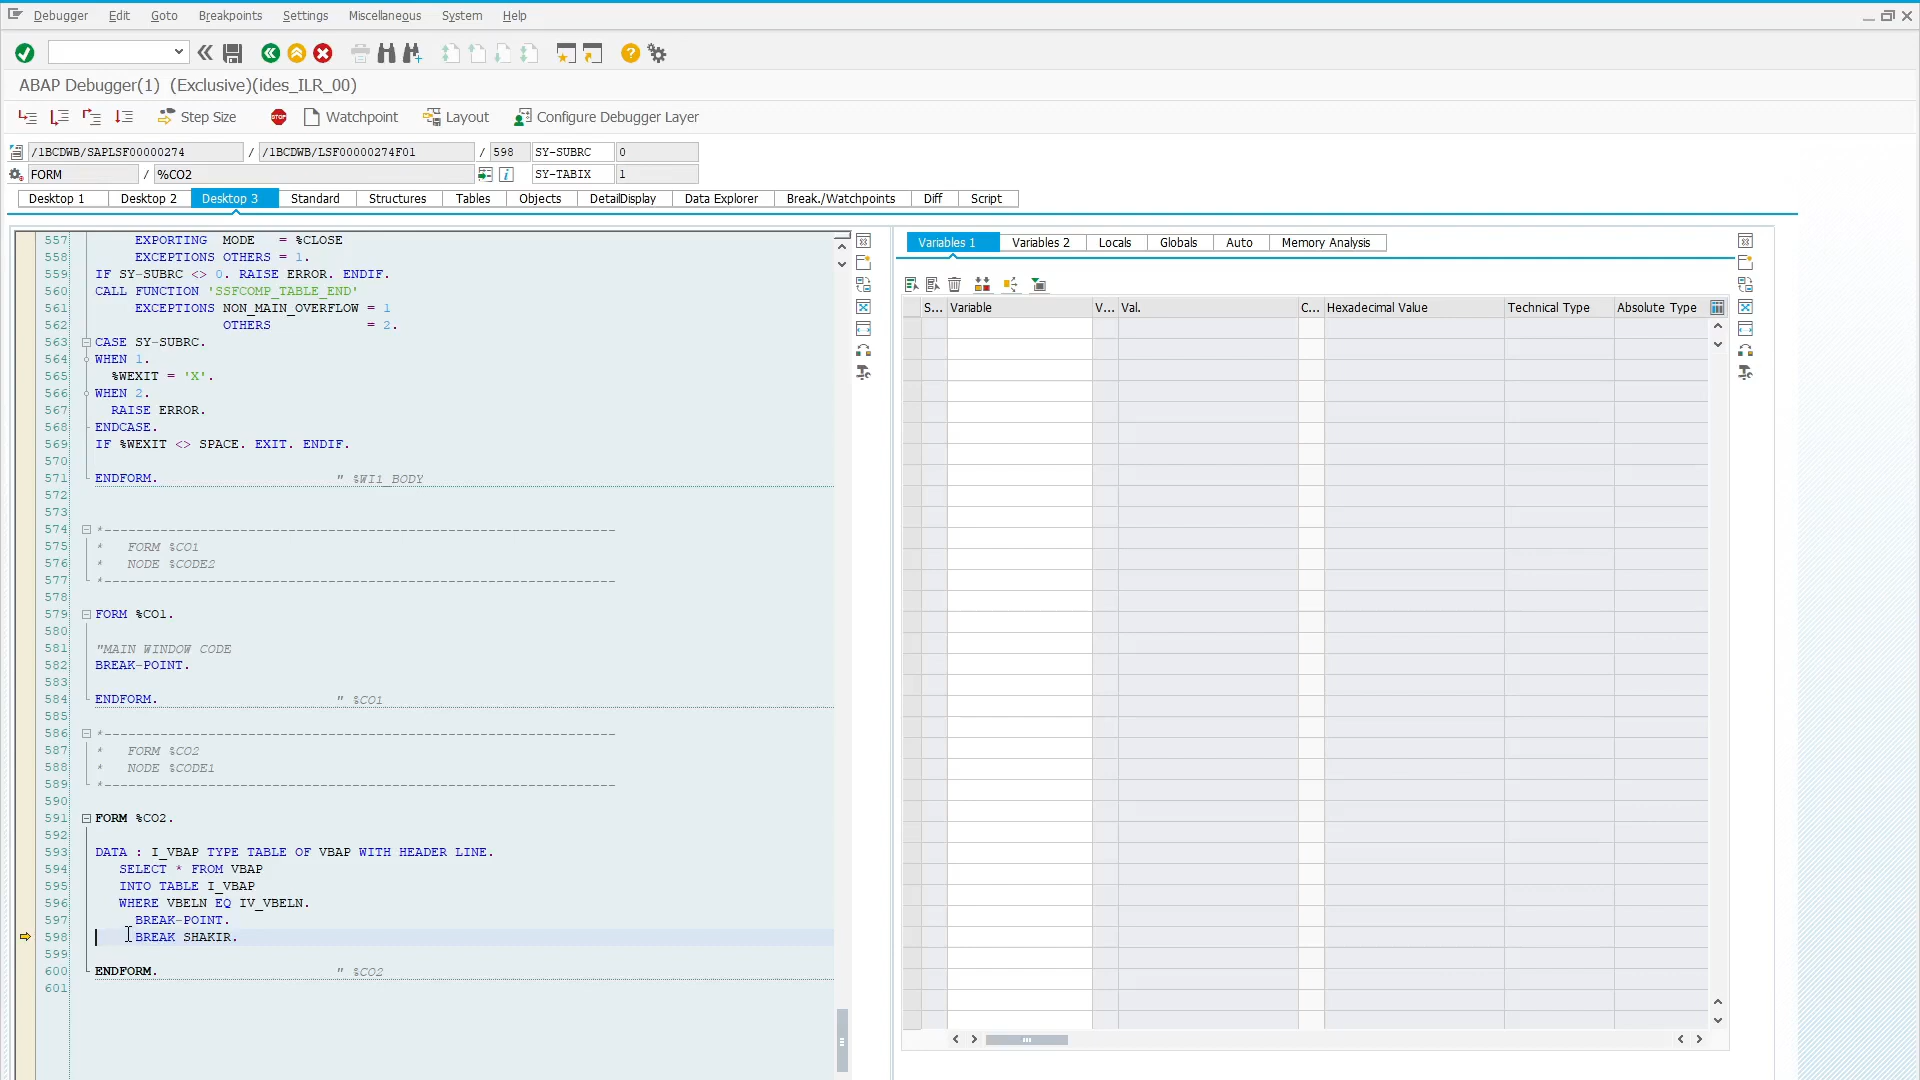 Debugger Edit Goto Breakpoints Settings Miscellaneous System Help
ABAP Debugger(1) (Exclusive)(ides_ILR_00)
Step Size STOP Watchpoint Layout Configure Debugger Layer
/1BCDWB/SAPLSF00000274 / /1BCDWB/LSF00000274F01 / 598 SY-SUBRC 0
FORM / %CO2 SY-TABIX 1
Desktop 1 Desktop 2 Desktop 3 Standard Structures Tables Objects DetailDisplay Data Explorer Break./Watchpoints Diff Script
557 EXPORTING MODE = %CLOSE
558 EXCEPTIONS OTHERS = 1.
559 IF SY-SUBRC <> 0. RAISE ERROR. ENDIF.
560 CALL FUNCTION 'SSFCOMP_TABLE_END'
561 EXCEPTIONS NON_MAIN_OVERFLOW = 1
562 OTHERS = 2.
563 CASE SY-SUBRC.
564 WHEN 1.
565 %WEXIT = 'X'.
566 WHEN 2.
567 RAISE ERROR.
568 ENDCASE.
569 IF %WEXIT <> SPACE. EXIT. ENDIF.
570
571 ENDFORM. " %WI1_BODY
572
573
574 *----------------------------------------------------------------
575 * FORM %CO1
576 * NODE %CODE2
577 *----------------------------------------------------------------
578
579 FORM %CO1.
580
581 "MAIN WINDOW CODE
582 BREAK-POINT.
583
584 ENDFORM. " %CO1
585
586 *----------------------------------------------------------------
587 * FORM %CO2
588 * NODE %CODE1
589 *----------------------------------------------------------------
590
591 FORM %CO2.
592
593 DATA : I_VBAP TYPE TABLE OF VBAP WITH HEADER LINE.
594 SELECT * FROM VBAP
595 INTO TABLE I_VBAP
596 WHERE VBELN EQ IV_VBELN.
597 BREAK-POINT.
598 BREAK SHAKIR.
599
600 ENDFORM. " %CO2
601
Variables 1 Variables 2 Locals Globals Auto Memory Analysis
S... Variable V... Val. C... Hexadecimal Value Technical Type Absolute Type